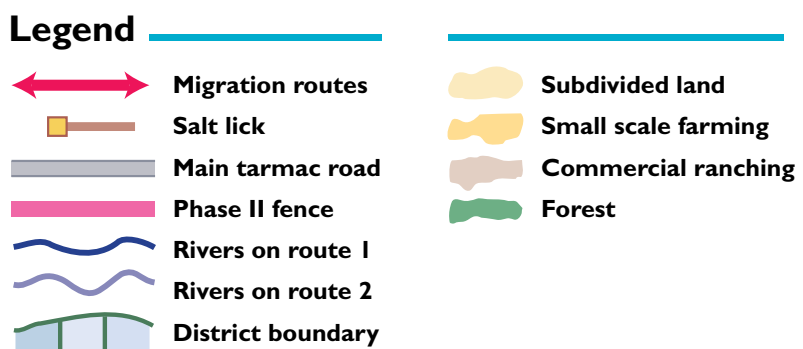 Legend
Migration routes
Salt lick
Main tarmac road
Phase II fence
Rivers on route 1
Rivers on route 2
District boundary
Subdivided land
Small scale farming
Commercial ranching
Forest